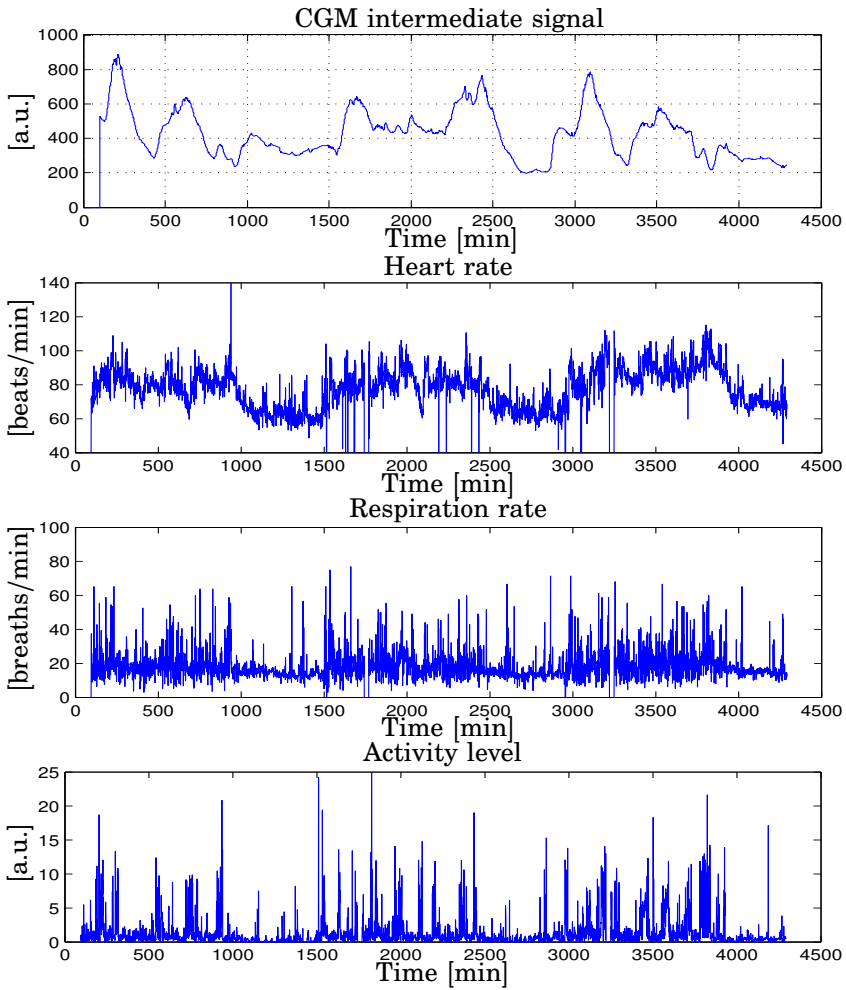 CGM intermediate signal
1000
800
600
400
200
0
[a.u.]
0 500 1000 1500 2000 2500 3000 3500 4000 4500
Time [min]
Heart rate
140
120
100
80
60
40
[beats/min]
0 500 1000 1500 2000 2500 3000 3500 4000 4500
Time [min]
Respiration rate
100
80
60
40
20
0
[breaths/min]
0 500 1000 1500 2000 2500 3000 3500 4000 4500
Time [min]
Activity level
25
20
15
10
5
0
[a.u.]
0 500 1000 1500 2000 2500 3000 3500 4000 4500
Time [min]